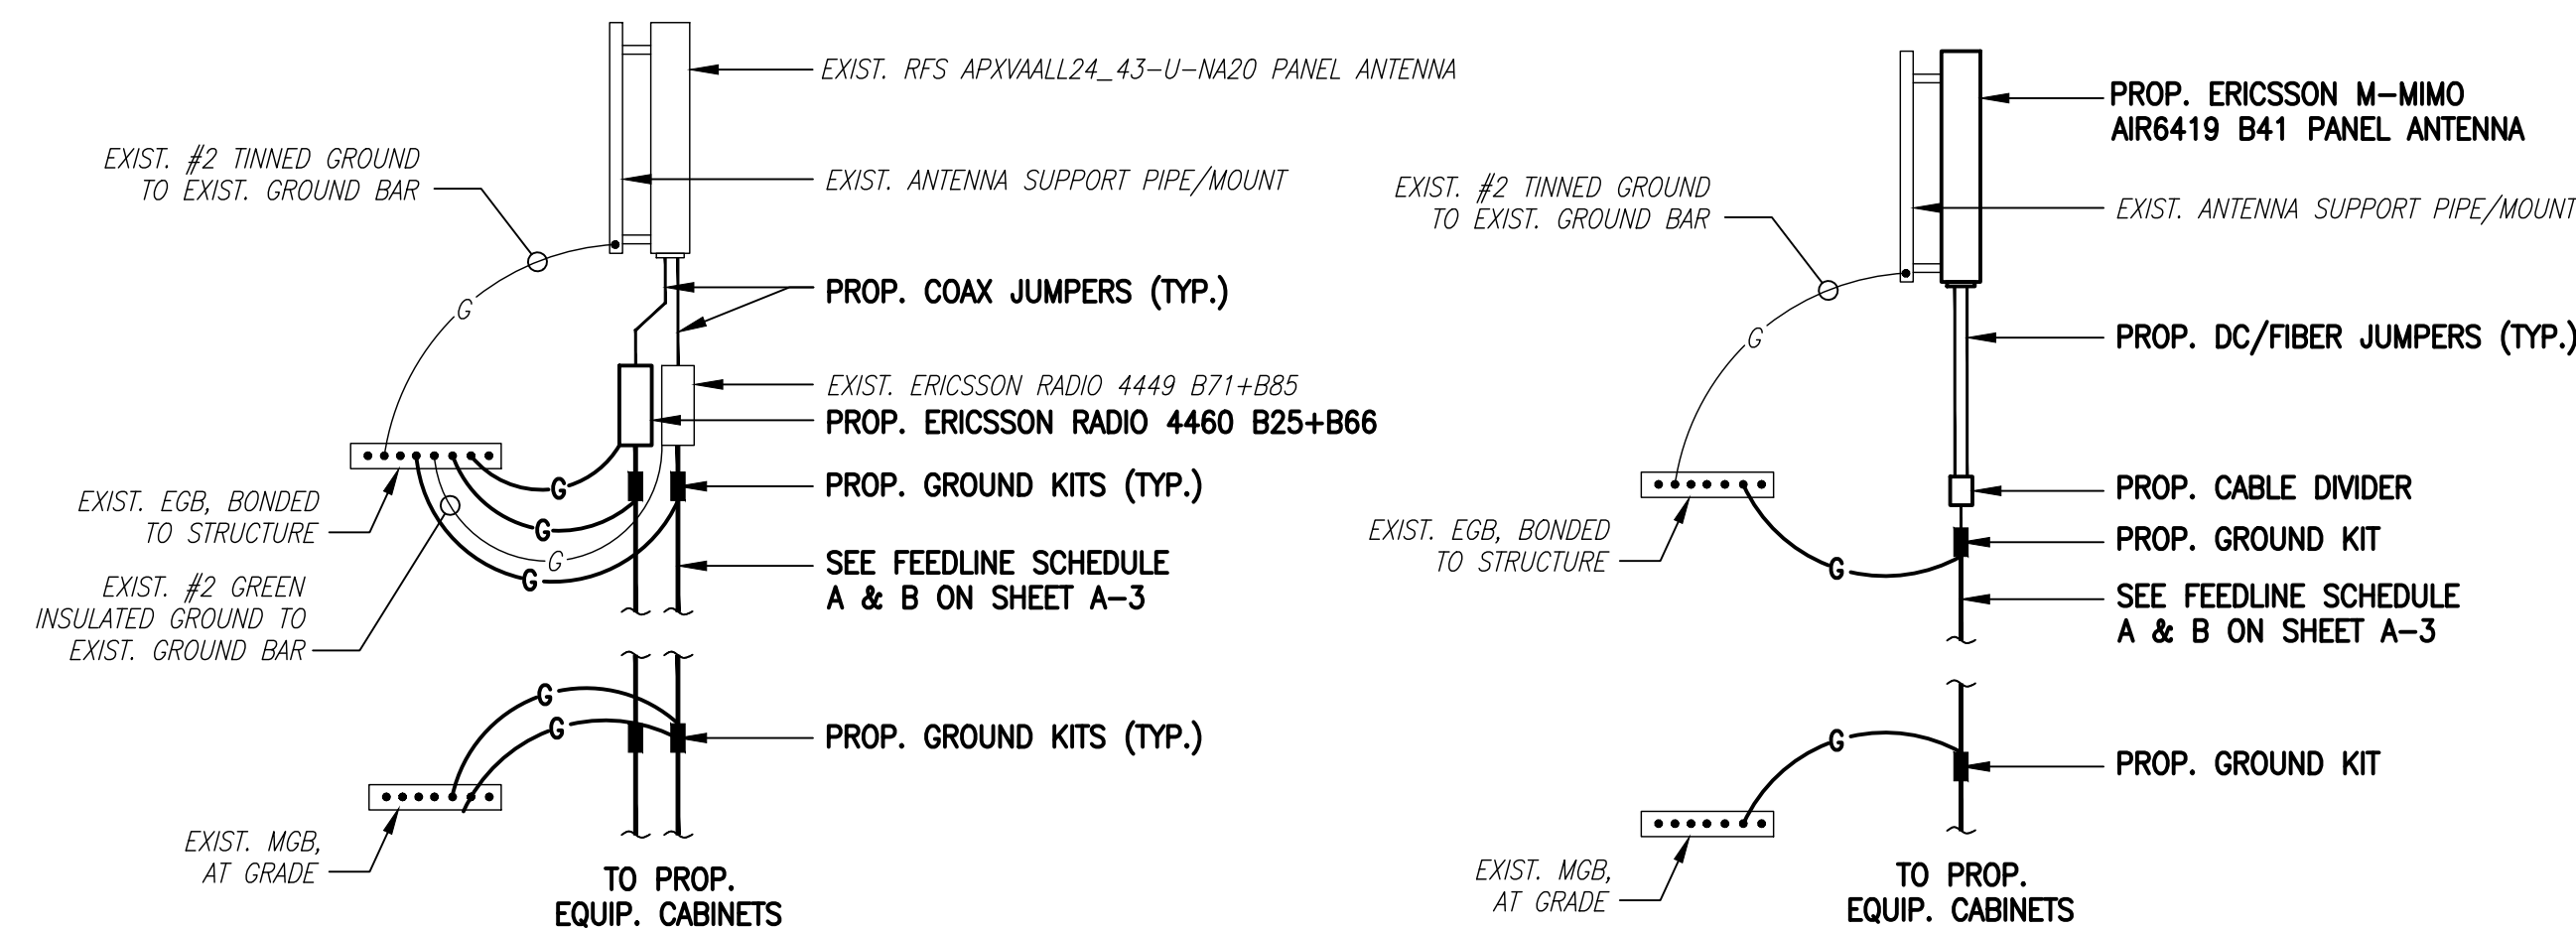 EXIST. RFS APXVAALL24_43-U-NA20 PANEL ANTENNA
EXIST. #2 TINNED GROUND
TO EXIST. GROUND BAR
EXIST. ANTENNA SUPPORT PIPE/MOUNT
G
PROP. COAX JUMPERS (TYP.)
EXIST. ERICSSON RADIO 4449 B71+B85
PROP. ERICSSON RADIO 4460 B25+B66
G
PROP. GROUND KITS (TYP.)
EXIST. EGB, BONDED
TO STRUCTURE
G
G
G
SEE FEEDLINE SCHEDULE
A & B ON SHEET A-3
EXIST. #2 GREEN
INSULATED GROUND TO
EXIST. GROUND BAR
G
G
PROP. GROUND KITS (TYP.)
EXIST. MGB,
AT GRADE
TO PROP.
EQUIP. CABINETS
PROP. ERICSSON M-MIMO
AIR6419 B41 PANEL ANTENNA
EXIST. #2 TINNED GROUND
TO EXIST. GROUND BAR
EXIST. ANTENNA SUPPORT PIPE/MOUNT
G
PROP. DC/FIBER JUMPERS (TYP.)
PROP. CABLE DIVIDER
EXIST. EGB, BONDED
TO STRUCTURE
PROP. GROUND KIT
G
SEE FEEDLINE SCHEDULE
A & B ON SHEET A-3
G
PROP. GROUND KIT
EXIST. MGB,
AT GRADE
TO PROP.
EQUIP. CABINETS